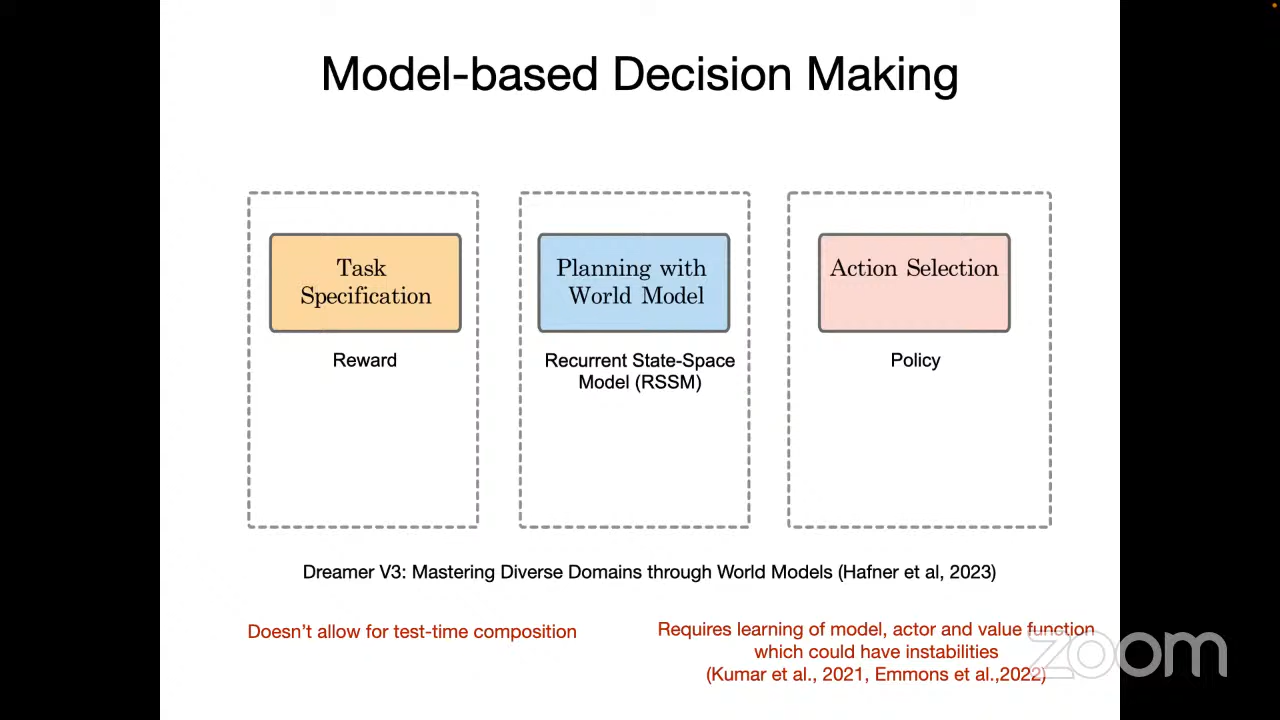 Model-based Decision Making
Task
Specification
Reward
Planning with
World Model
Recurrent State-Space
Model (RSSM)
Action Selection
Policy
Dreamer V3: Mastering Diverse Domains through World Models (Hafner et al, 2023)
Doesn't allow for test-time composition
Requires learning of model, actor and value function
which could have instabilities
(Kumar et al., 2021, Emmons et al.,2022)
zoom